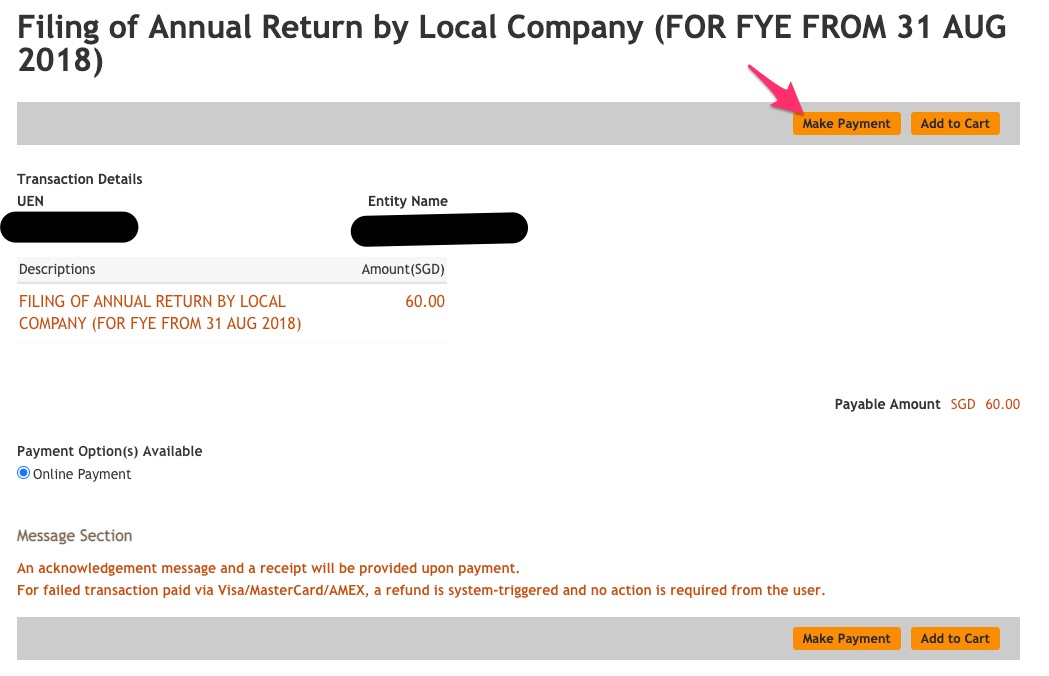 Filing of Annual Return by Local Company (FOR FYE FROM 31 AUG
2018)
Make Payment Add to Cart
Transaction Details
UEN Entity Name
Descriptions Amount(SGD)
FILING OF ANNUAL RETURN BY LOCAL 60.00
COMPANY (FOR FYE FROM 31 AUG 2018)
Payable Amount SGD 60.00
Payment Option(s) Available
Online Payment
Message Section
An acknowledgement message and a receipt will be provided upon payment.
For failed transaction paid via Visa/MasterCard/AMEX, a refund is system-triggered and no action is required from the user.
Make Payment Add to Cart